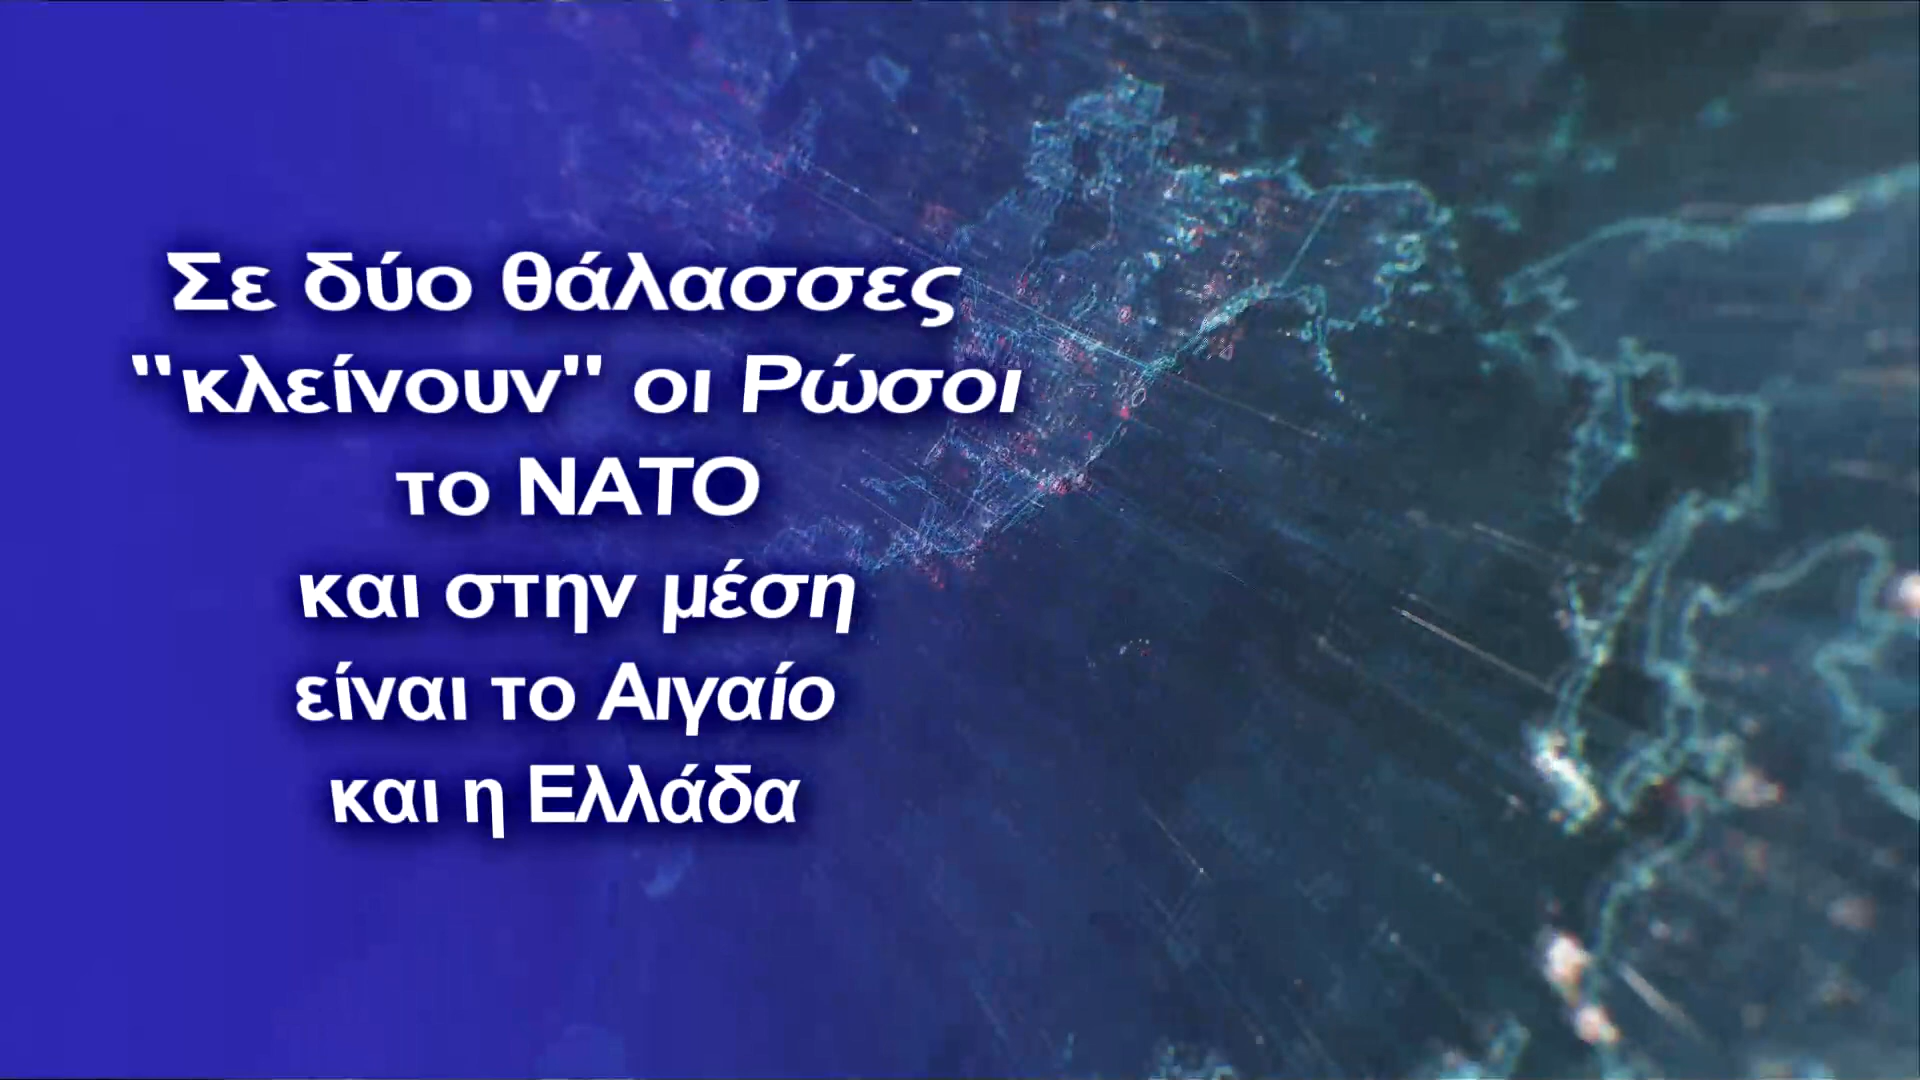 Σε δύο θάλασσες
"κλείνουν" οι Ρώσοι
το ΝΑΤΟ
και στην μέση
είναι το Αιγαίο
και η Ελλάδα